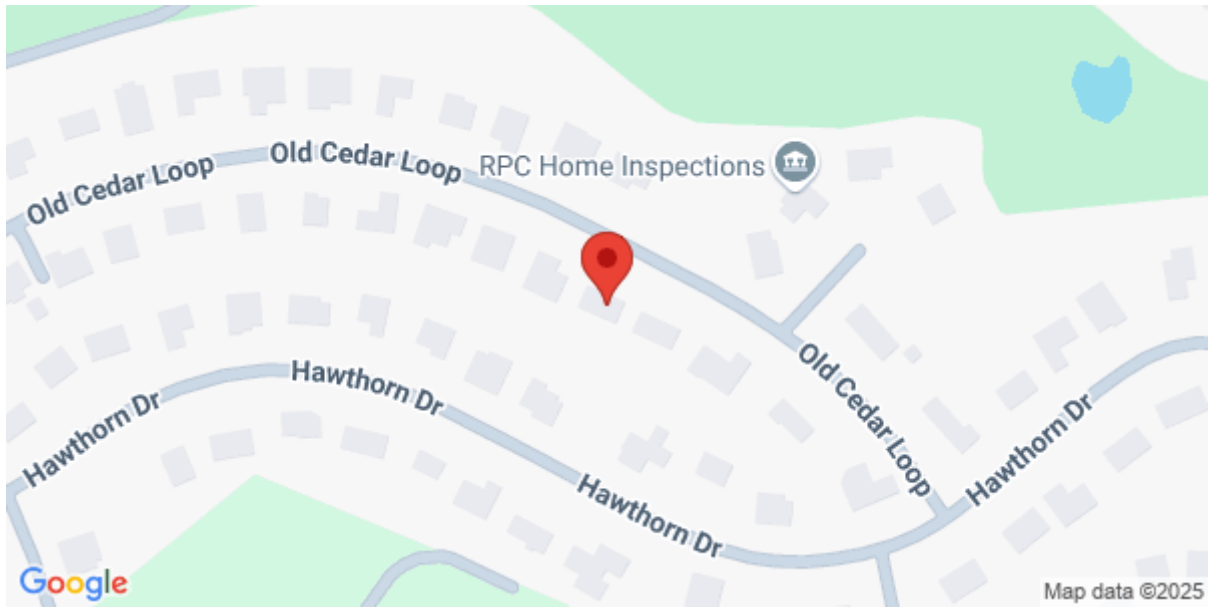 Old Cedar Loop
Old Cedar Loop
RPC Home Inspections
Old Cedar Loop
Hawthorn Dr
Hawthorn Dr
Hawthorn Dr
Hawthorn Dr
Google
Map data ©2025